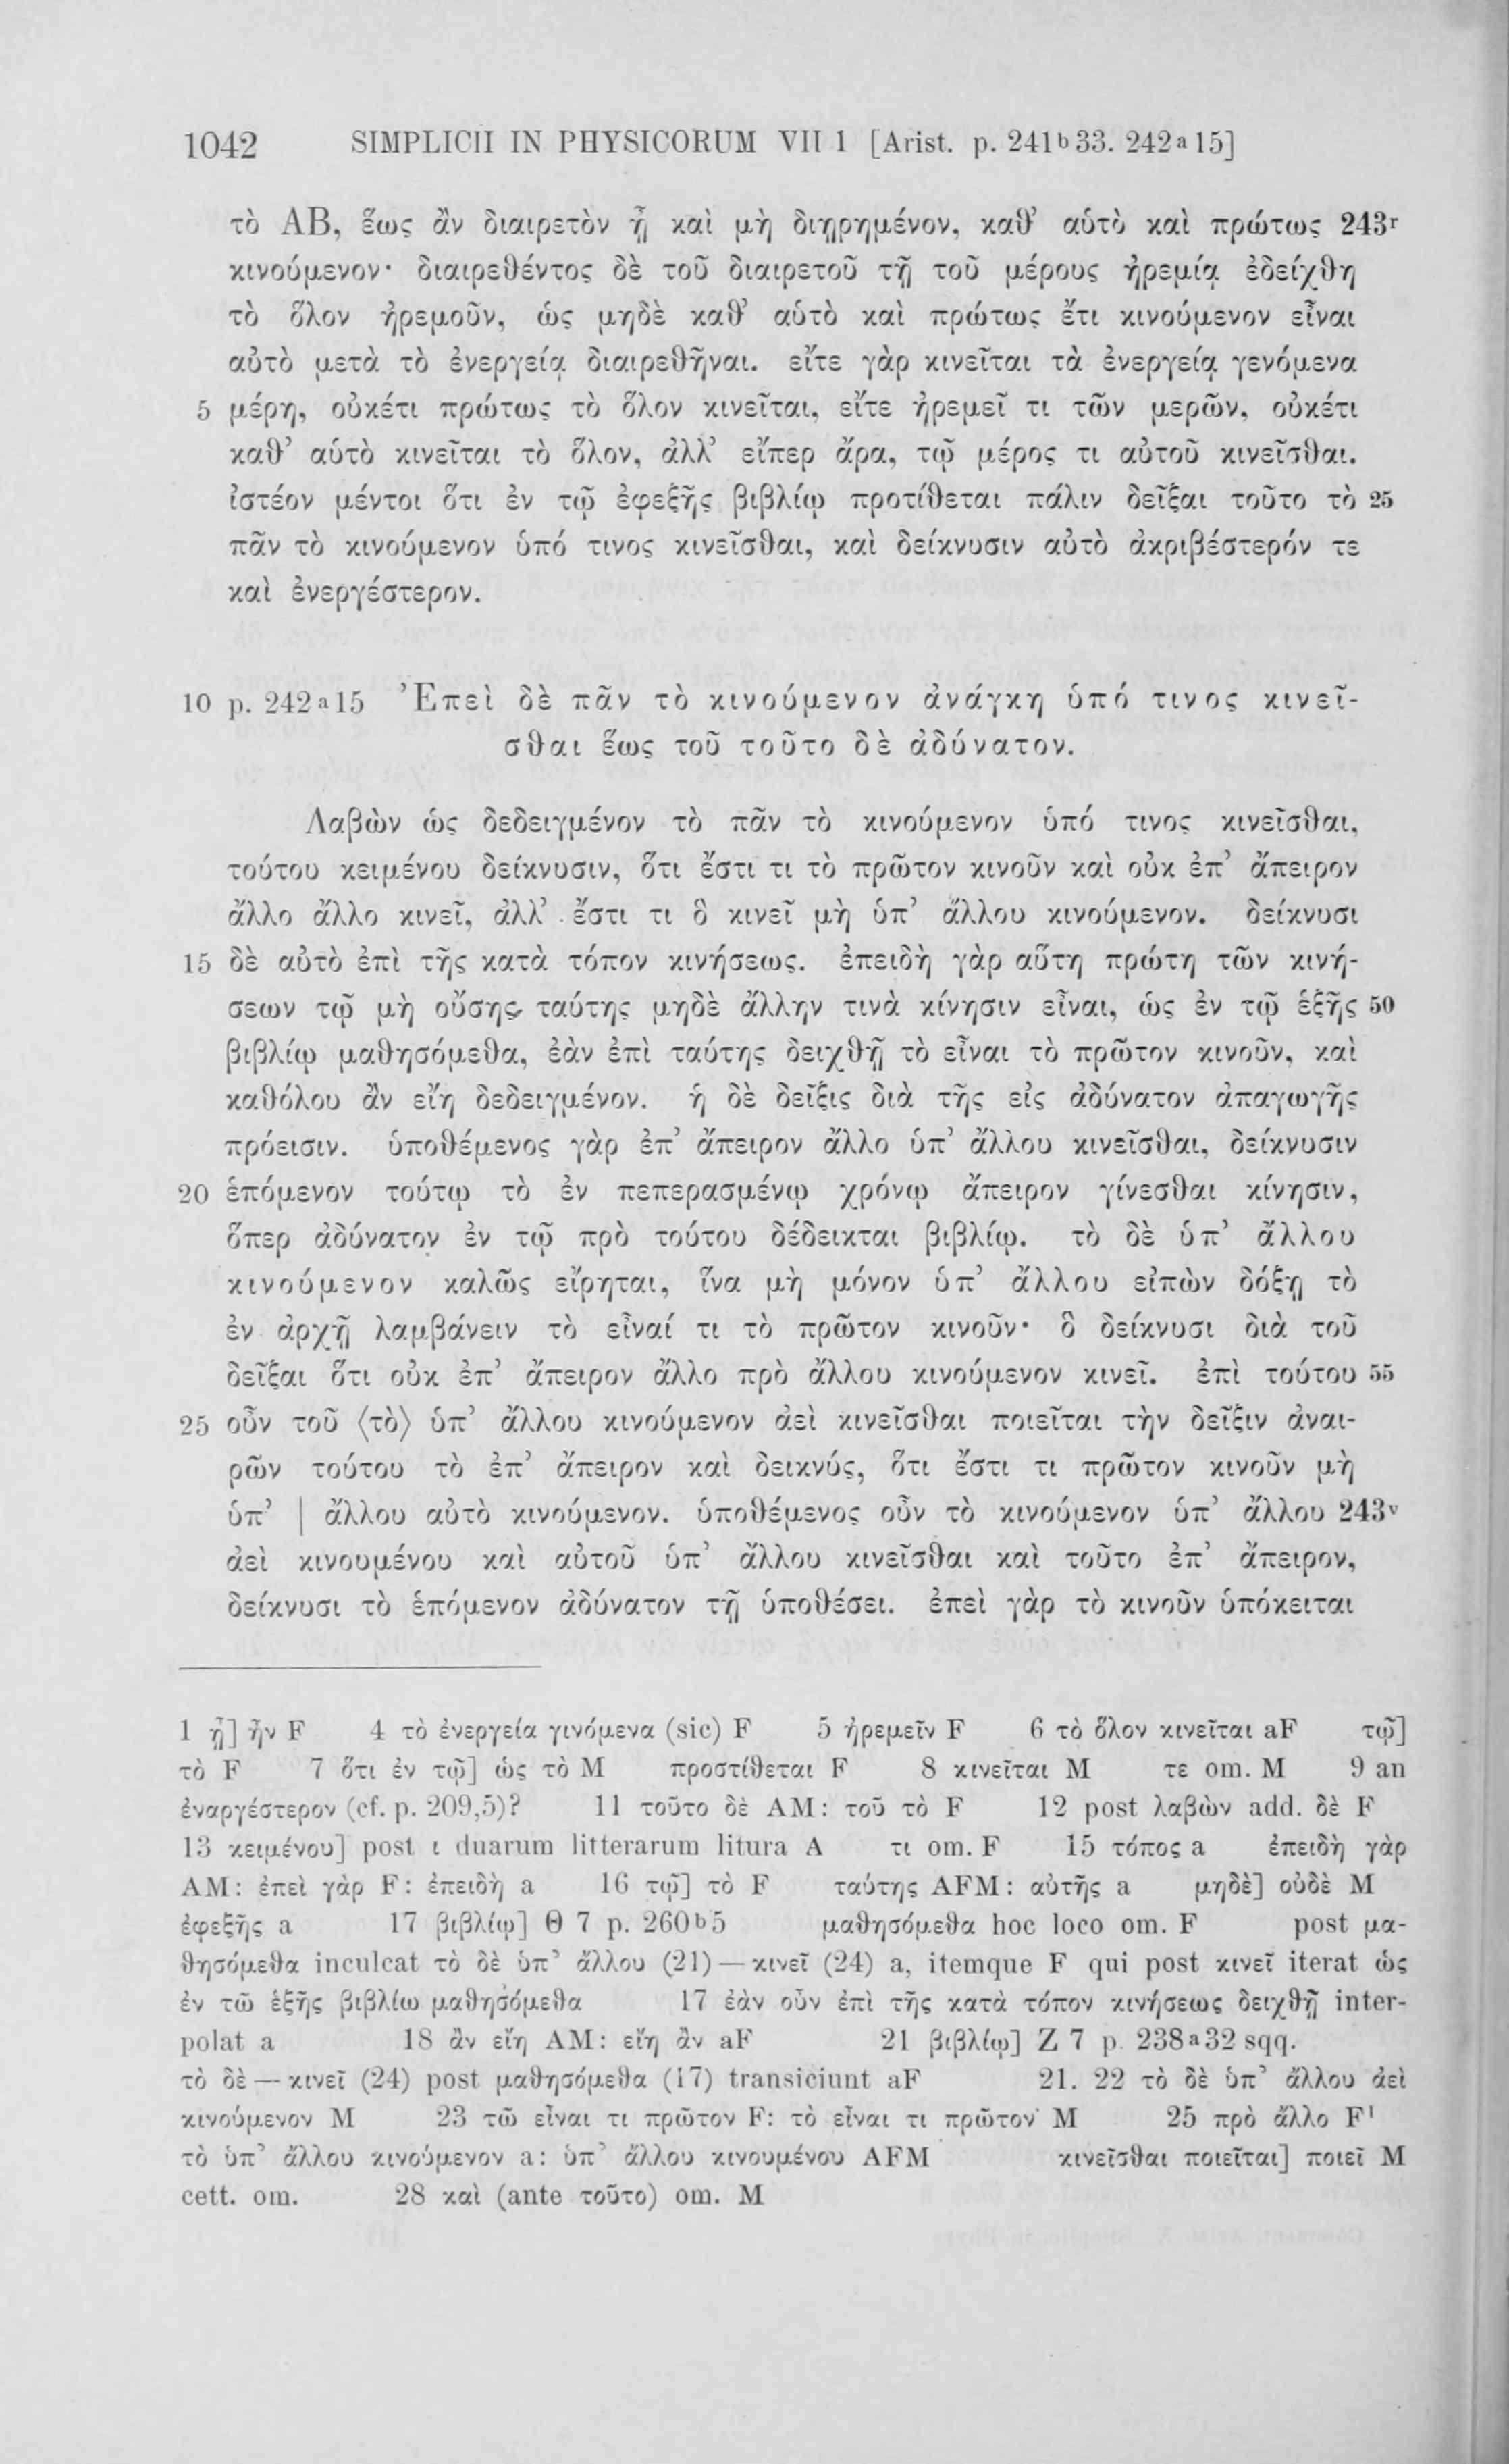 1042 SIMPLICII IN PHYSICORUM VII 1 [Arist. p. 241ᵇ33. 242ᵃ15]
τὸ ΑΒ, ἕως ἂν διαιρετὸν ᾖ καὶ μὴ διῃρημένον, καθ’ αὑτὸ καὶ πρώτως 243ʳ
κινούμενον· διαιρεθέντος δὲ τοῦ διαιρετοῦ τῇ τοῦ μέρους ἠρεμίᾳ ἐδείχθη
τὸ ὅλον ἠρεμοῦν, ὡς μηδὲ καθ’ αὑτὸ καὶ πρώτως ἔτι κινούμενον εἶναι
αὐτὸ μετὰ τὸ ἐνεργείᾳ διαιρεθῆναι. εἴτε γὰρ κινεῖται τὰ ἐνεργείᾳ γενόμενα
5 μέρη, οὐκέτι πρώτως τὸ ὅλον κινεῖται, εἴτε ἠρεμεῖ τι τῶν μερῶν, οὐκέτι
καθ’ αὑτὸ κινεῖται τὸ ὅλον, ἀλλ’ εἴπερ ἄρα, τῷ μέρος τι αὐτοῦ κινεῖσθαι.
ἰστέον μέντοι ὅτι ἐν τῷ ἐφεξῆς βιβλίῳ προτίθεται πάλιν δεῖξαι τοῦτο τὸ 25
πᾶν τὸ κινούμενον ὑπό τινος κινεῖσθαι, καὶ δείκνυσιν αὐτὸ ἀκριβέστερόν τε
καὶ ἐνεργέστερον.
10 p. 242ᵃ15 Ἐπεὶ δὲ πᾶν τὸ κινούμενον ἀνάγκη ὑπό τινος κινεῖ-
σθαι ἕως τοῦ τοῦτο δὲ ἀδύνατον.
Λαβὼν ὡς δεδειγμένον τὸ πᾶν τὸ κινούμενον ὑπό τινος κινεῖσθαι,
τούτου κειμένου δείκνυσιν, ὅτι ἔστι τι τὸ πρῶτον κινοῦν καὶ οὐκ ἐπ’ ἄπειρον
ἄλλο ἄλλο κινεῖ, ἀλλ’ ἔστι τι ὃ κινεῖ μὴ ὑπ’ ἄλλου κινούμενον. δείκνυσι
15 δὲ αὐτὸ ἐπὶ τῆς κατὰ τόπον κινήσεως. ἐπειδὴ γὰρ αὕτη πρώτη τῶν κινή-
σεων τῷ μὴ οὔσης ταύτης μηδὲ ἄλλην τινὰ κίνησιν εἶναι, ὡς ἐν τῷ ἑξῆς 50
βιβλίῳ μαθησόμεθα, ἐὰν ἐπὶ ταύτης δειχθῇ τὸ εἶναι τὸ πρῶτον κινοῦν, καὶ
καθόλου ἂν εἴη δεδειγμένον. ἡ δὲ δεῖξις διὰ τῆς εἰς ἀδύνατον ἀπαγωγῆς
πρόεισιν. ὑποθέμενος γὰρ ἐπ’ ἄπειρον ἄλλο ὑπ’ ἄλλου κινεῖσθαι, δείκνυσιν
20 ἑπόμενον τούτῳ τὸ ἐν πεπερασμένῳ χρόνῳ ἄπειρον γίνεσθαι κίνησιν,
ὅπερ ἀδύνατον ἐν τῷ πρὸ τούτου δέδεικται βιβλίῳ. τὸ δὲ ὑπ’ ἄλλου
κινούμενον καλῶς εἴρηται, ἵνα μὴ μόνον ὑπ’ ἄλλου εἰπὼν δόξῃ τὸ
ἐν ἀρχῇ λαμβάνειν τὸ εἶναί τι τὸ πρῶτον κινοῦν· ὃ δείκνυσι διὰ τοῦ
δεῖξαι ὅτι οὐκ ἐπ’ ἄπειρον ἄλλο πρὸ ἄλλου κινούμενον κινεῖ. ἐπὶ τούτου 55
25 οὖν τοῦ ⟨τὸ⟩ ὑπ’ ἄλλου κινούμενον ἀεὶ κινεῖσθαι ποιεῖται τὴν δεῖξιν ἀναι-
ρῶν τούτου τὸ ἐπ’ ἄπειρον καὶ δεικνύς, ὅτι ἔστι τι πρῶτον κινοῦν μὴ
ὑπ’ | ἄλλου αὐτὸ κινούμενον. ὑποθέμενος οὖν τὸ κινούμενον ὑπ’ ἄλλου 243ᵛ
ἀεὶ κινουμένου καὶ αὐτοῦ ὑπ’ ἄλλου κινεῖσθαι καὶ τοῦτο ἐπ’ ἄπειρον,
δείκνυσι τὸ ἑπόμενον ἀδύνατον τῇ ὑποθέσει. ἐπεὶ γὰρ τὸ κινοῦν ὑπόκειται
1 ᾖ] ἦν F 4 τὸ ἐνεργεία γινόμενα (sic) F 5 ἠρεμεῖν F 6 τὸ ὅλον κινεῖται aF τῷ]
τὸ F 7 ὅτι ἐν τῷ] ὡς τὸ M προστίθεται F 8 κινεῖται M τε om. M 9 an
ἐναργέστερον (cf. p. 209,5)? 11 τοῦτο δὲ AM: τοῦ τὸ F 12 post λαβὼν add. δὲ F
13 κειμένου] post ι duarum litterarum litura A τι om. F 15 τόπος a ἐπειδὴ γὰρ
AM: ἐπεὶ γὰρ F: ἐπειδὴ a 16 τῷ] τὸ F ταύτης AFM: αὐτῆς a μηδὲ] οὐδὲ M
ἐφεξῆς a 17 βιβλίῳ] Θ 7 p. 260ᵇ5 μαθησόμεθα hoc loco om. F post μα-
θησόμεθα inculcat τὸ δὲ ὑπ’ ἄλλου (21) — κινεῖ (24) a, itemque F qui post κινεῖ iterat ὡς
ἐν τῶ ἑξῆς βιβλίω μαθησόμεθα 17 ἐὰν οὖν ἐπὶ τῆς κατὰ τόπον κινήσεως δειχθῇ inter-
polat a 18 ἂν εἴη AM: εἴη ἂν aF 21 βιβλίῳ] Z 7 p. 238ᵃ32 sqq.
τὸ δὲ — κινεῖ (24) post μαθησόμεθα (17) transiciunt aF 21. 22 τὸ δὲ ὑπ’ ἄλλου ἀεὶ
κινούμενον M 23 τῶ εἶναι τι πρῶτον F: τὸ εἶναι τι πρῶτον M 25 πρὸ ἄλλο F¹
τὸ ὑπ’ ἄλλου κινούμενον a: ὑπ’ ἄλλου κινουμένου AFM κινεῖσθαι ποιεῖται] ποιεῖ M
cett. om. 28 καὶ (ante τοῦτο) om. M